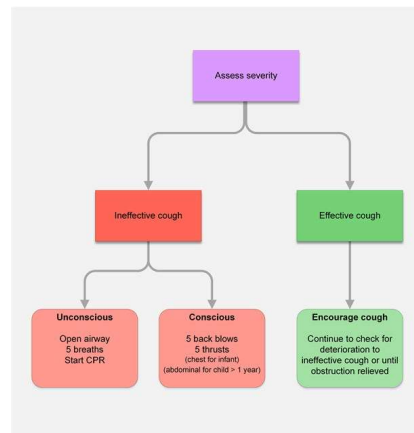 Assess severity
Ineffective cough
Effective cough
Unconscious
Open airway
5 breaths
Start CPR
Conscious
5 back blows
5 thrusts
(chest for infant)
(abdominal for child > 1 year)
Encourage cough
Continue to check for
deterioration to
ineffective cough or until
obstruction relieved